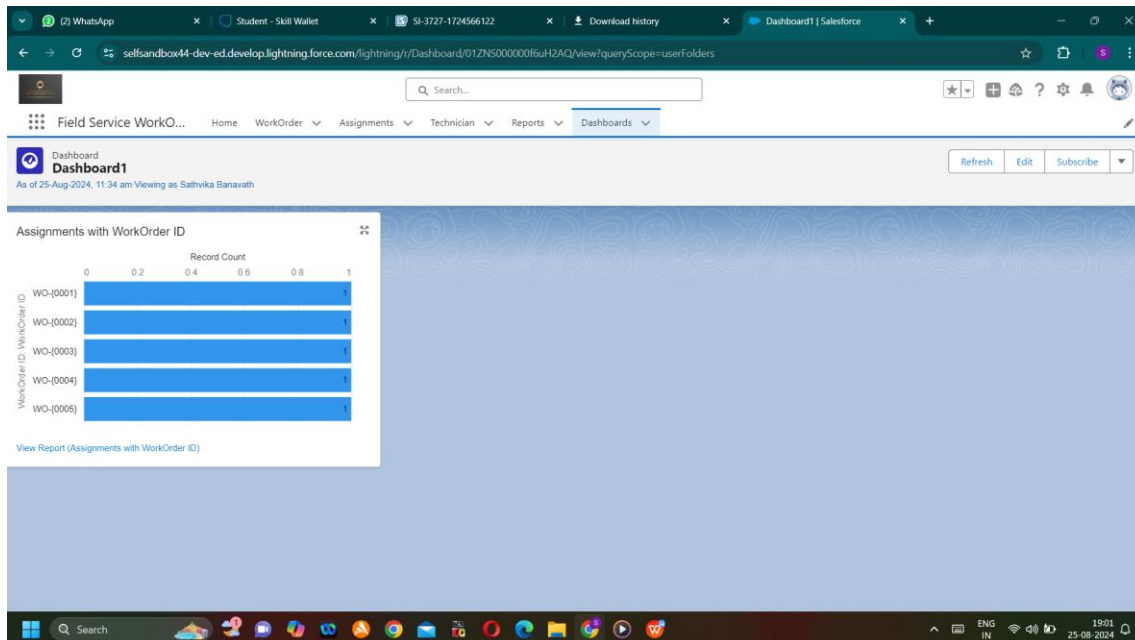 (2) WhatsApp
Student - Skill Wallet
SI-3727-1724566122
Download history
Dashboard1 | Salesforce
selfsandbox44-dev-ed.develop.lightning.force.com/lightning/r/Dashboard/01ZNS000000f6uH2AQ/view?queryScope=userFolders
S
Search...
Field Service WorkO...
Home
WorkOrder
Assignments
Technician
Reports
Dashboards
Dashboard
Dashboard1
As of 25-Aug-2024, 11:34 am Viewing as Sathvika Banavath
Refresh
Edit
Subscribe
Assignments with WorkOrder ID
Record Count
0 0.2 0.4 0.6 0.8 1
WorkOrder ID: WorkOrder ID
WO-{0001} 1
WO-{0002} 1
WO-{0003} 1
WO-{0004} 1
WO-{0005} 1
View Report (Assignments with WorkOrder ID)
Search
ENG
IN
19:01
25-08-2024